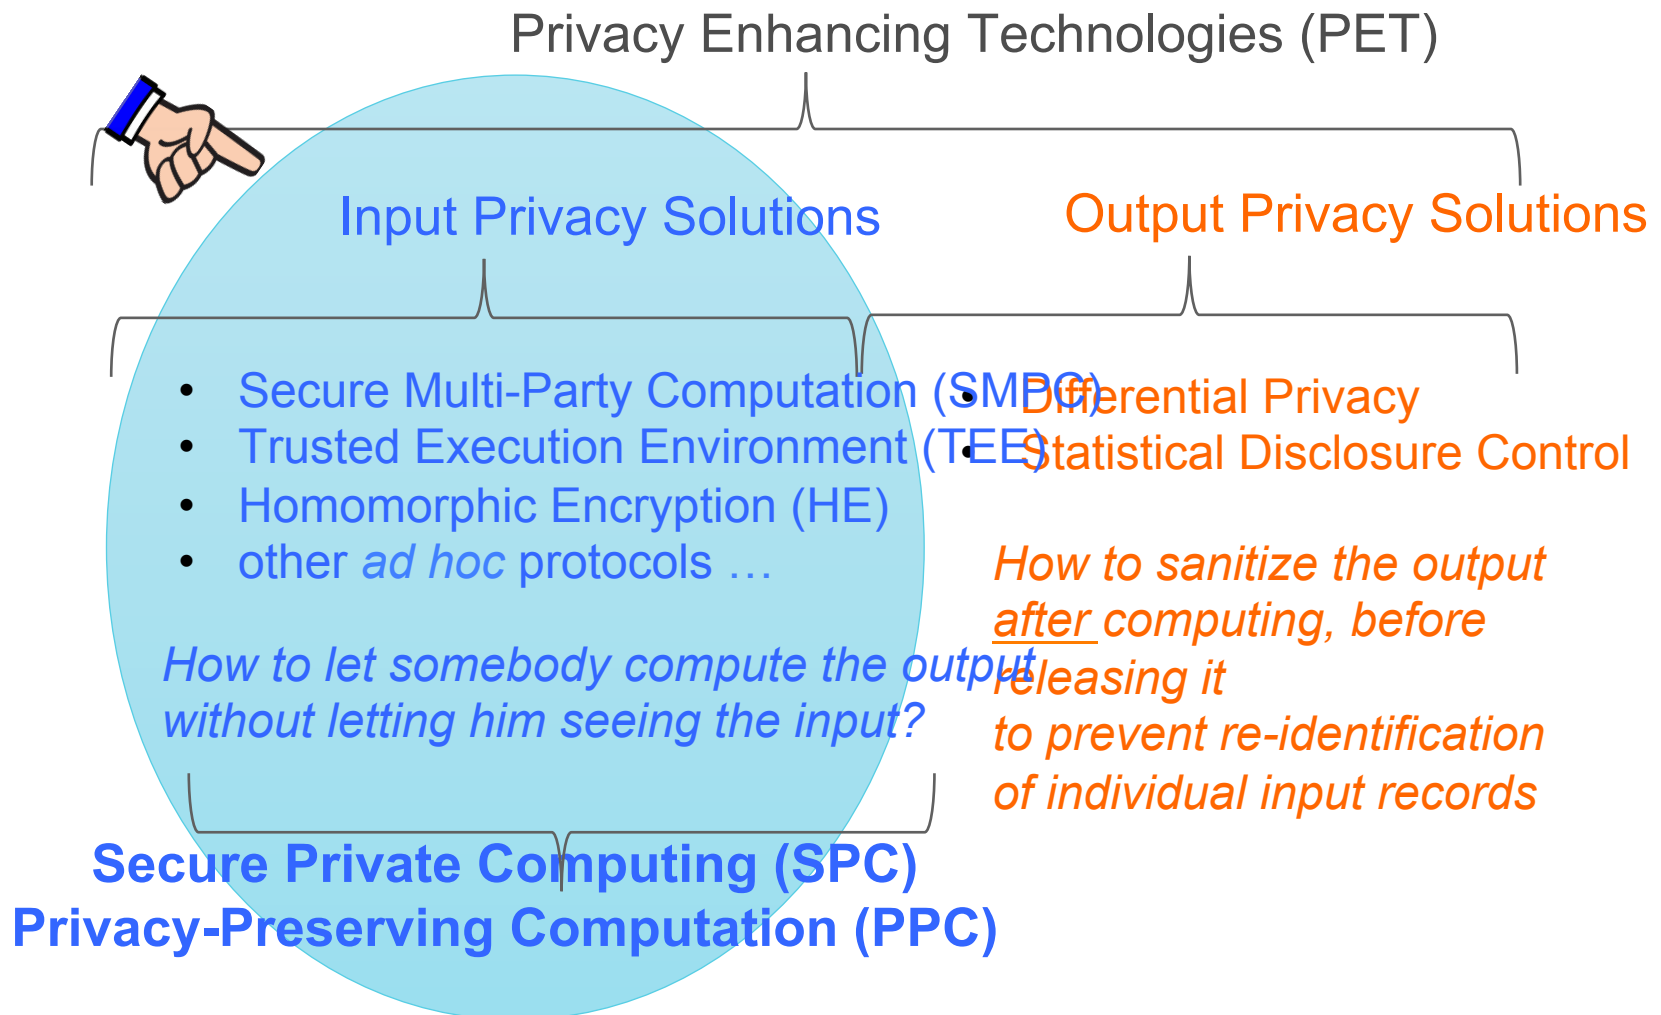 Privacy Enhancing Technologies (PET)
Input Privacy Solutions
• Secure Multi-Party Computation (SMPC)
• Trusted Execution Environment (TEE)
• Homomorphic Encryption (HE)
• other ad hoc protocols …
How to let somebody compute the output
without letting him seeing the input?
Secure Private Computing (SPC)
Privacy-Preserving Computation (PPC)
Output Privacy Solutions
• Differential Privacy
• Statistical Disclosure Control
How to sanitize the output
after computing, before
releasing it
to prevent re-identification
of individual input records